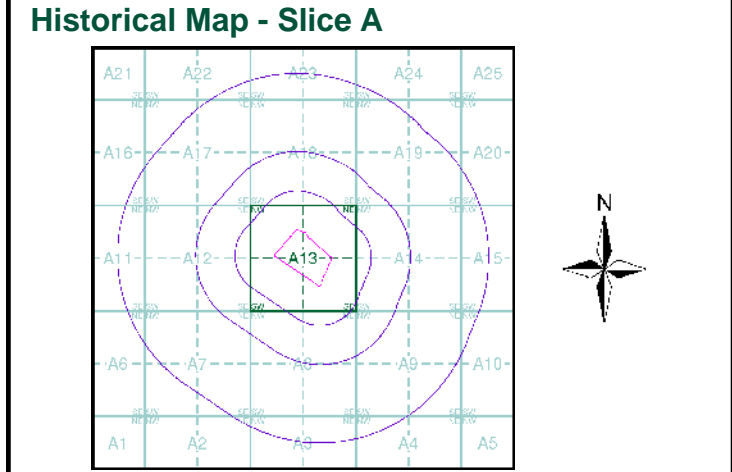 Historical Map - Slice A
A21 A22 A23 A24 A25
A16 A17 A18 A19 A20
N
A11 A12 A13 A14 A15
A6 A7 A8 A9 A10
A1 A2 A3 A4 A5